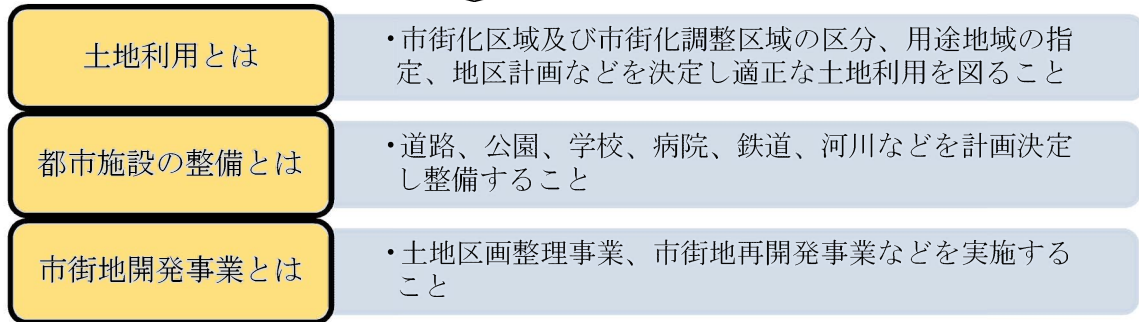 土地利用とは
・市街化区域及び市街化調整区域の区分、用途地域の指
定、地区計画などを決定し適正な土地利用を図ること
都市施設の整備とは
・道路、公園、学校、病院、鉄道、河川などを計画決定
し整備すること
市街地開発事業とは
・土地区画整理事業、市街地再開発事業などを実施する
こと